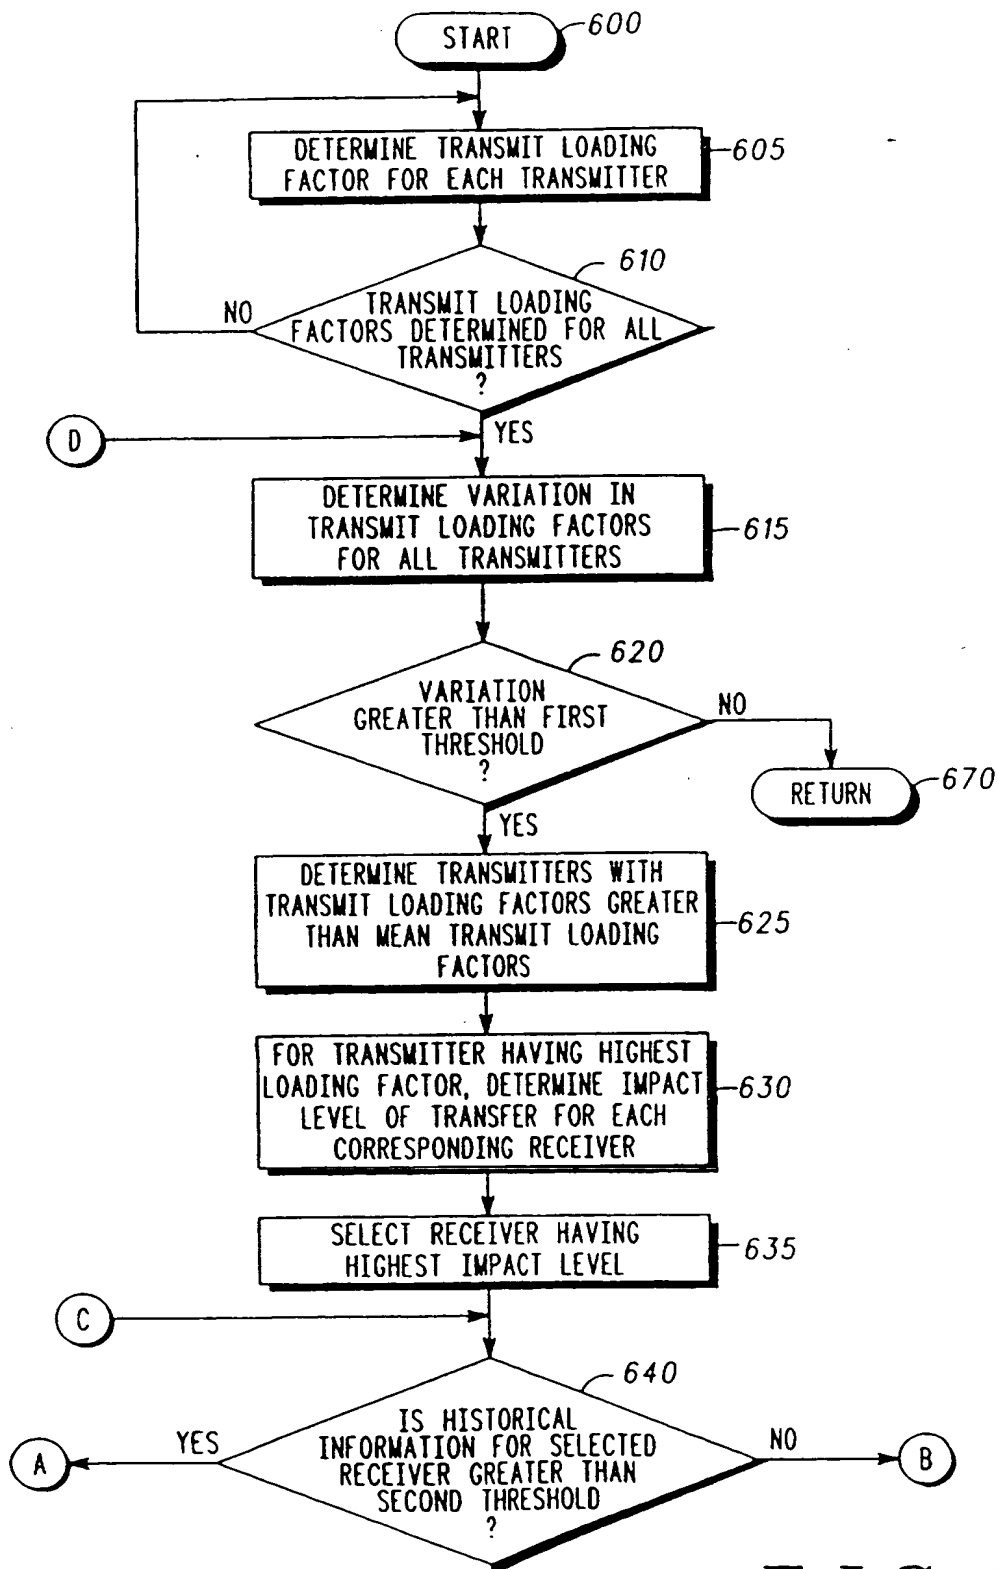 START
600
DETERMINE TRANSMIT LOADING
FACTOR FOR EACH TRANSMITTER
605
610
TRANSMIT LOADING
FACTORS DETERMINED FOR ALL
TRANSMITTERS
?
NO
D
YES
DETERMINE VARIATION IN
TRANSMIT LOADING FACTORS
FOR ALL TRANSMITTERS
615
620
VARIATION
GREATER THAN FIRST
THRESHOLD
?
NO
RETURN
670
YES
DETERMINE TRANSMITTERS WITH
TRANSMIT LOADING FACTORS GREATER
THAN MEAN TRANSMIT LOADING
FACTORS
625
FOR TRANSMITTER HAVING HIGHEST
LOADING FACTOR, DETERMINE IMPACT
LEVEL OF TRANSFER FOR EACH
CORRESPONDING RECEIVER
630
SELECT RECEIVER HAVING
HIGHEST IMPACT LEVEL
635
C
640
IS HISTORICAL
INFORMATION FOR SELECTED
RECEIVER GREATER THAN
SECOND THRESHOLD
?
YES
A
NO
B